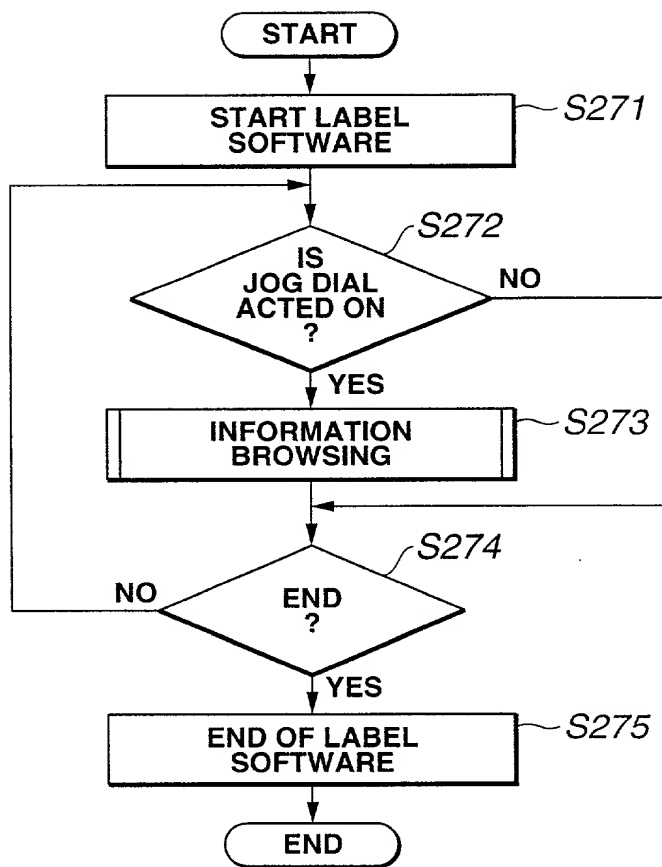 START
START LABEL
SOFTWARE
S271
S272
IS
JOG DIAL
ACTED ON
?
NO
YES
INFORMATION
BROWSING
S273
S274
END
?
NO
YES
END OF LABEL
SOFTWARE
S275
END